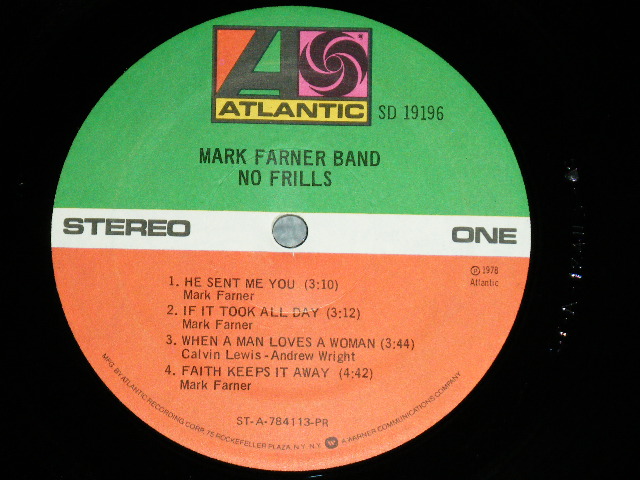 ATLANTIC
SD 19196
MARK FARNER BAND
NO FRILLS
STEREO
ONE
1. HE SENT ME YOU (3:10)
Mark Farner
℗ 1978
Atlantic
2. IF IT TOOK ALL DAY (3:12)
Mark Farner
3. WHEN A MAN LOVES A WOMAN (3:44)
Calvin Lewis-Andrew Wright
4. FAITH KEEPS IT AWAY (4:42)
Mark Farner
ST-A-784113-PR
MFG. BY ATLANTIC RECORDING CORP. 75 ROCKEFELLER PLAZA, N.Y. N.Y. A WARNER COMMUNICATIONS COMPANY